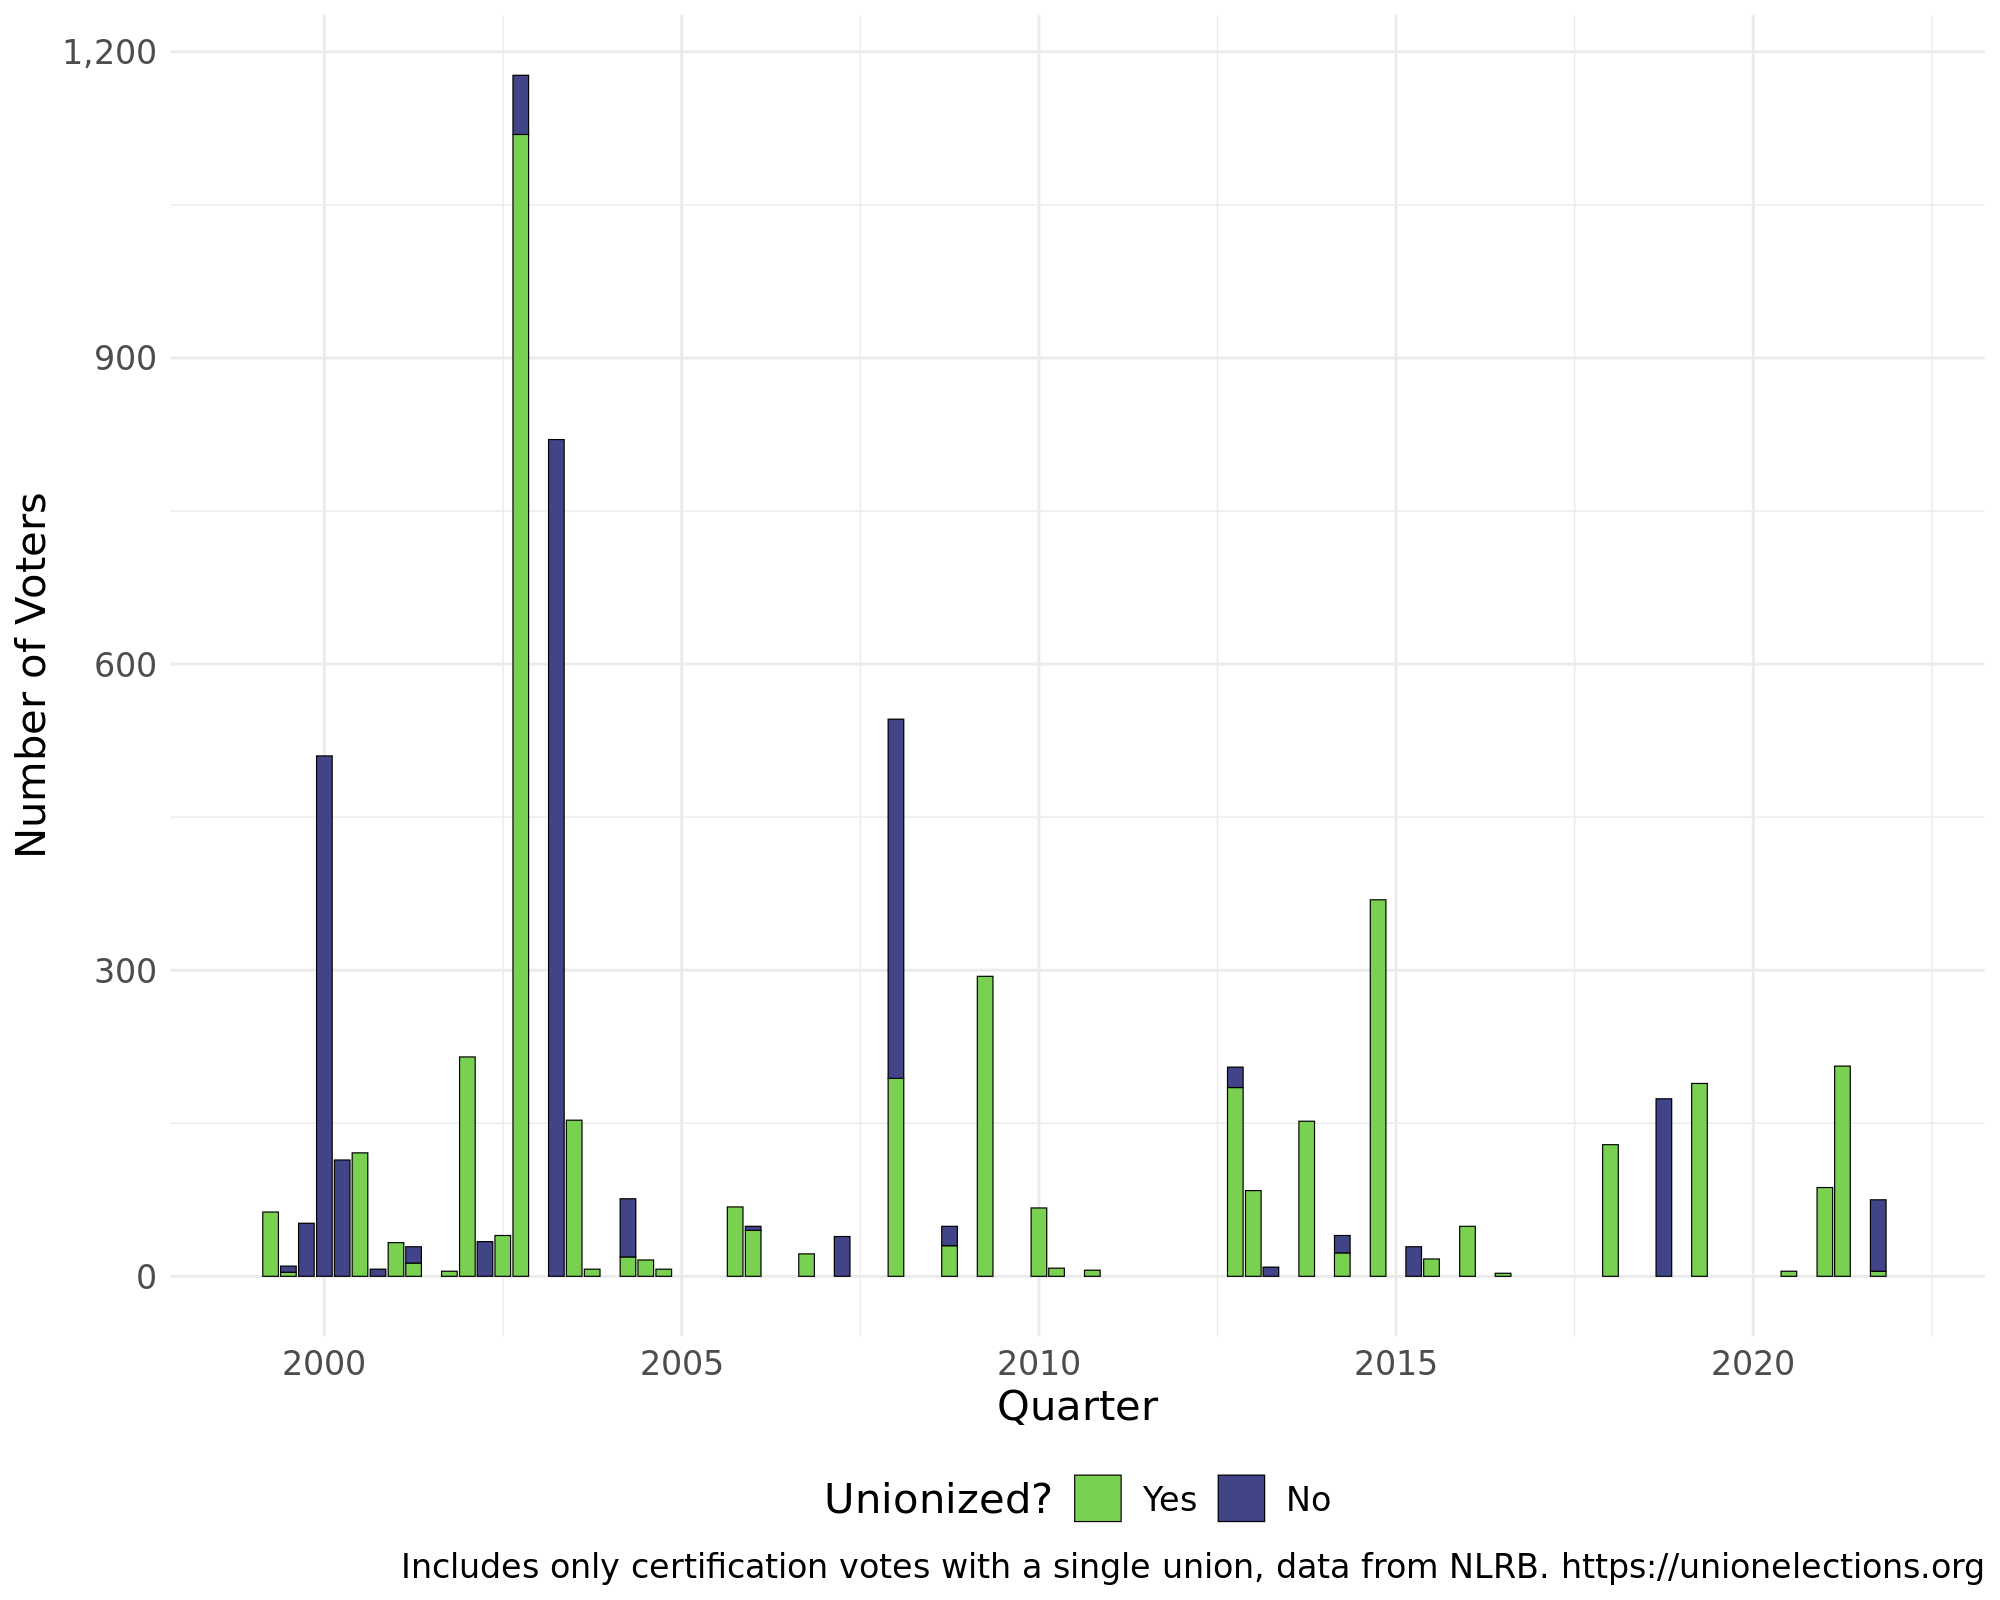 1,200
900
600
300
0
Number of Voters
2000 2005 2010 2015 2020
Quarter
Unionized? Yes No
Includes only certification votes with a single union, data from NLRB. https://unionelections.org